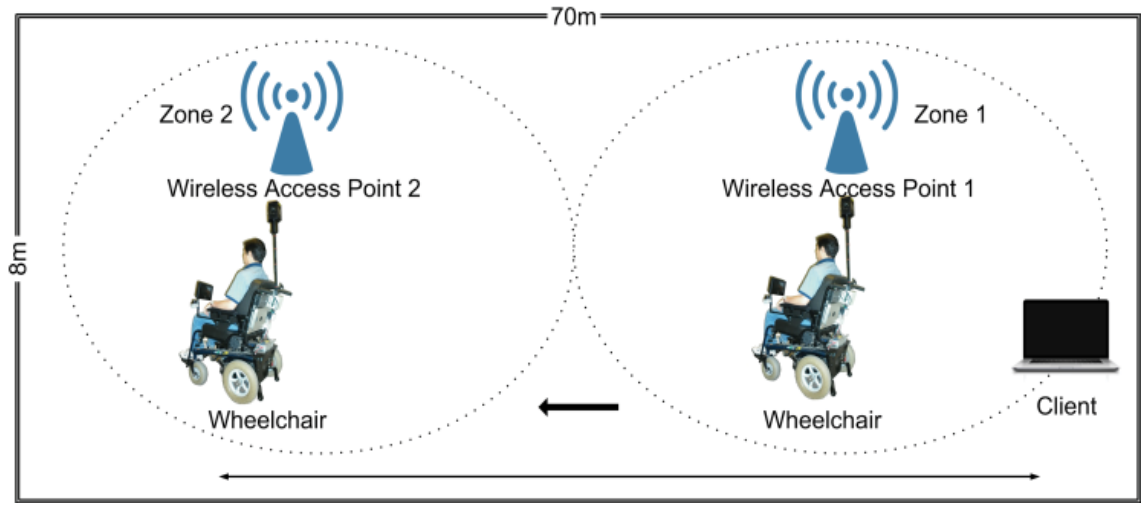 70m
Zone 2
Zone 1
Wireless Access Point 2
Wireless Access Point 1
8m
Wheelchair
Wheelchair
Client